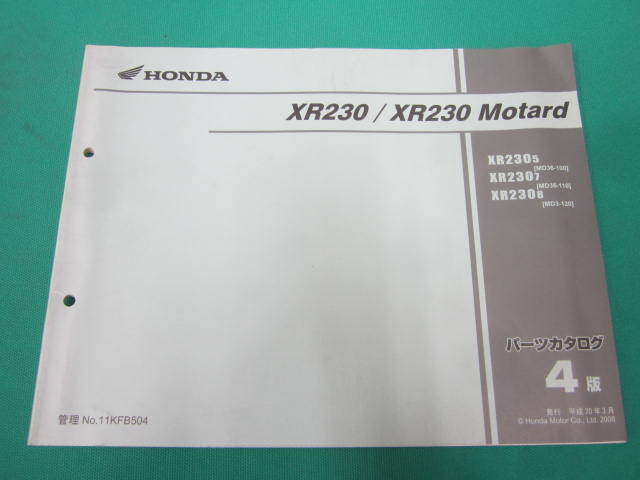 HONDA
XR230 / XR230 Motard
XR2305
[MD36-100]
XR2307
[MD36-110]
XR2308
[MD3-120]
パーツカタログ
4版
発行 平成20年3月
© Honda Motor Co., Ltd. 2008
管理 No.11KFB504